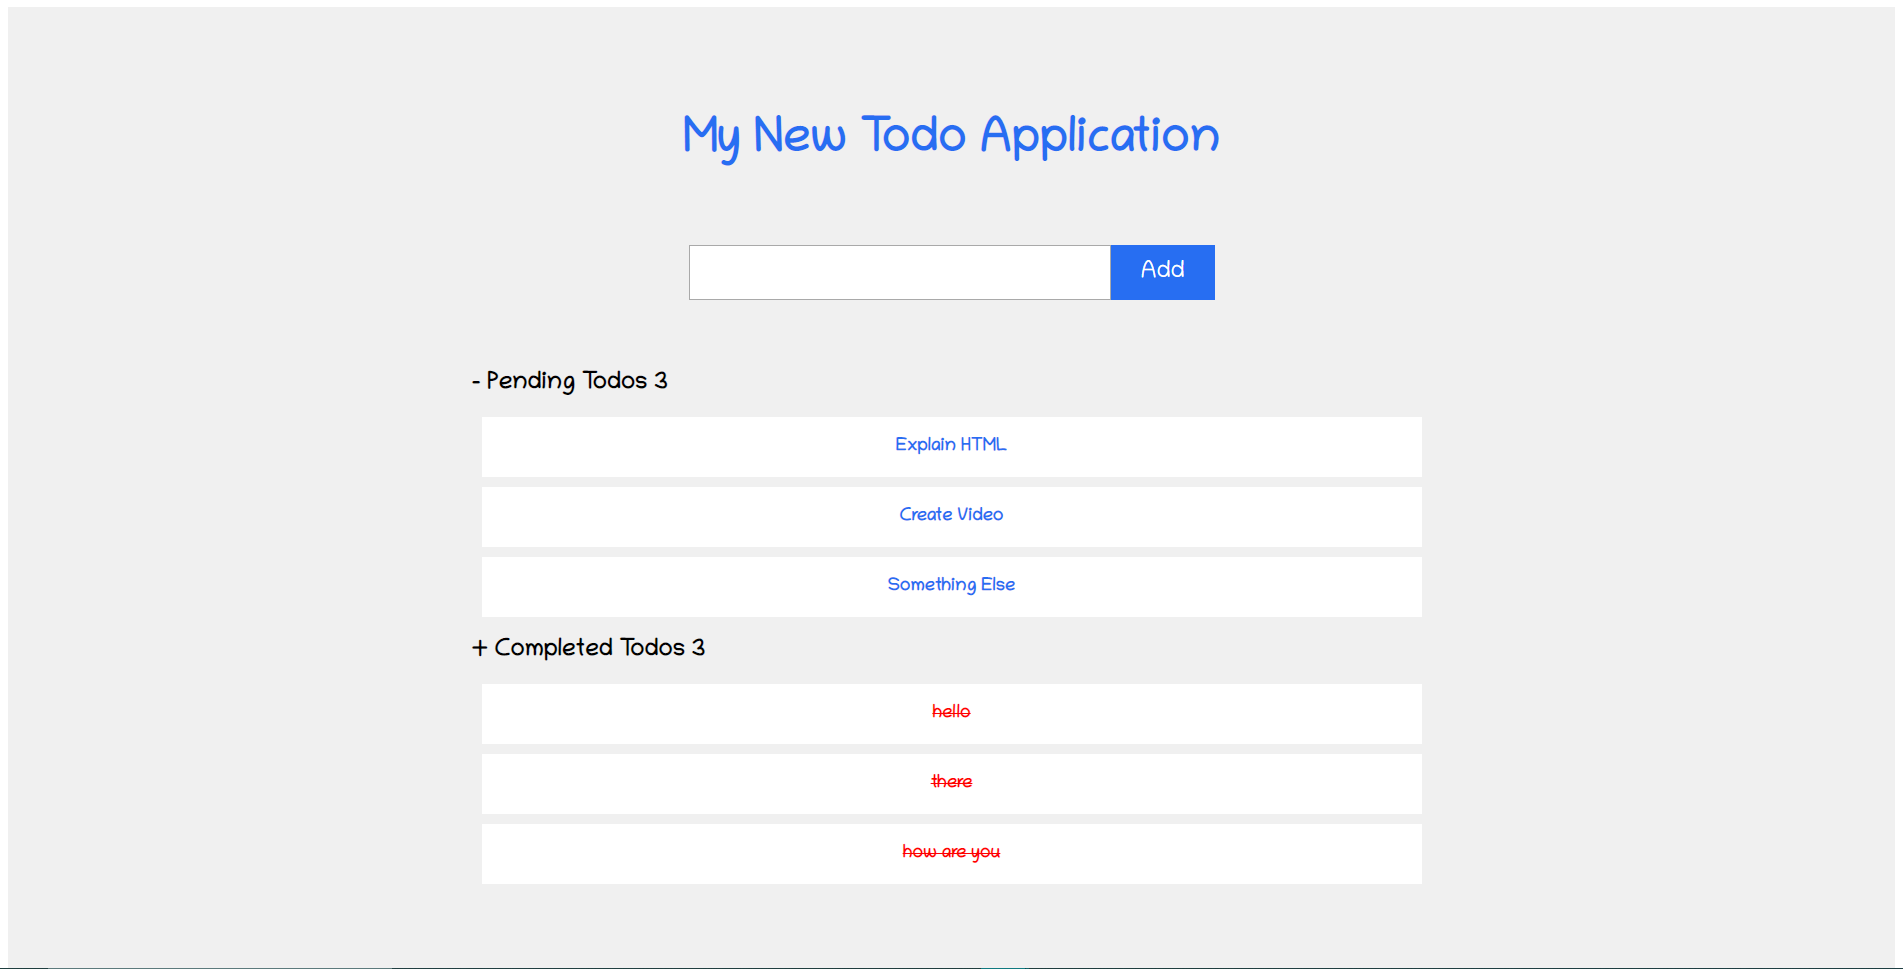 My New Todo Application
Add
- Pending Todos 3
Explain HTML
Create Video
Something Else
+ Completed Todos 3
hello
there
how are you